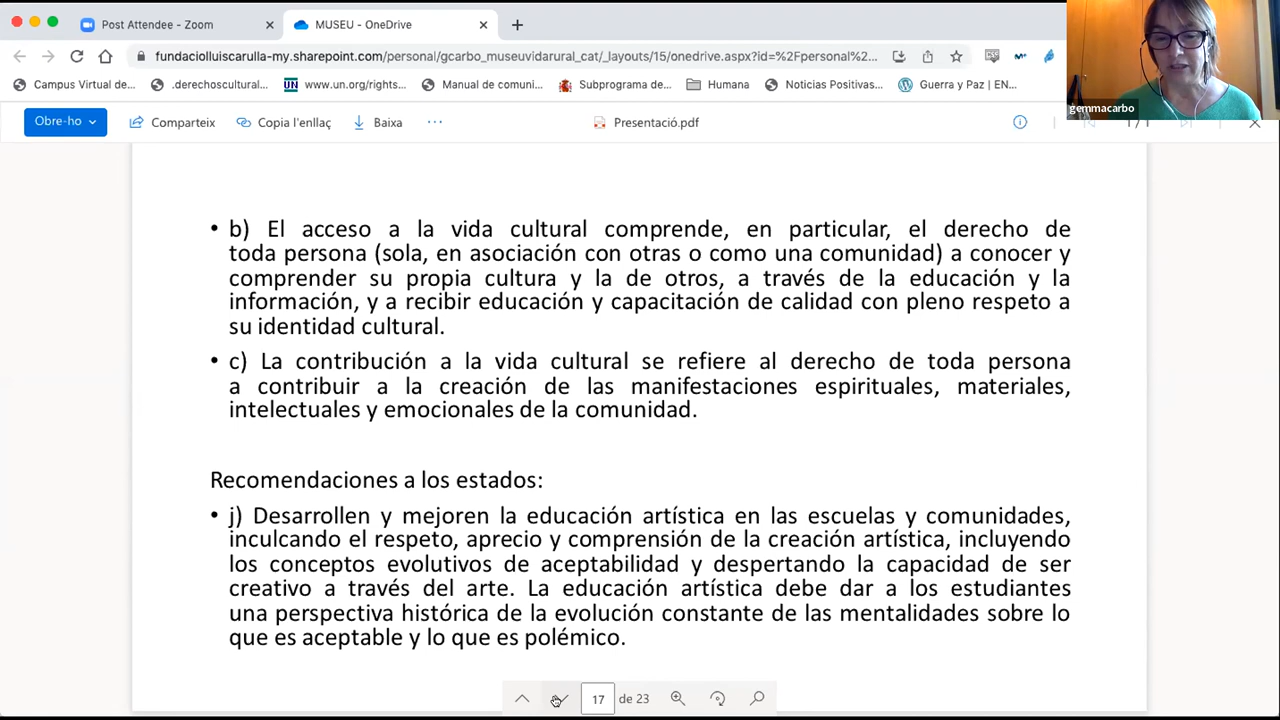 Post Attendee - Zoom
MUSEU - OneDrive
fundaciolluiscarulla-my.sharepoint.com/personal/gcarbo_museuvidarural_cat/_layouts/15/onedrive.aspx?id=%2Fpersonal%2...
Campus Virtual de...
.derechoscultural...
UN www.un.org/rights...
Manual de comuni...
Subprograma de...
Humana
Noticias Positivas...
Guerra y Paz | EN...
gemmacarbo
Obre-ho
Comparteix
Copia l'enllaç
Baixa
Presentació.pdf
1 / 1
• b) El acceso a la vida cultural comprende, en particular, el derecho de
toda persona (sola, en asociación con otras o como una comunidad) a conocer y
comprender su propia cultura y la de otros, a través de la educación y la
información, y a recibir educación y capacitación de calidad con pleno respeto a
su identidad cultural.
• c) La contribución a la vida cultural se refiere al derecho de toda persona
a contribuir a la creación de las manifestaciones espirituales, materiales,
intelectuales y emocionales de la comunidad.
Recomendaciones a los estados:
• j) Desarrollen y mejoren la educación artística en las escuelas y comunidades,
inculcando el respeto, aprecio y comprensión de la creación artística, incluyendo
los conceptos evolutivos de aceptabilidad y despertando la capacidad de ser
creativo a través del arte. La educación artística debe dar a los estudiantes
una perspectiva histórica de la evolución constante de las mentalidades sobre lo
que es aceptable y lo que es polémico.
17 de 23